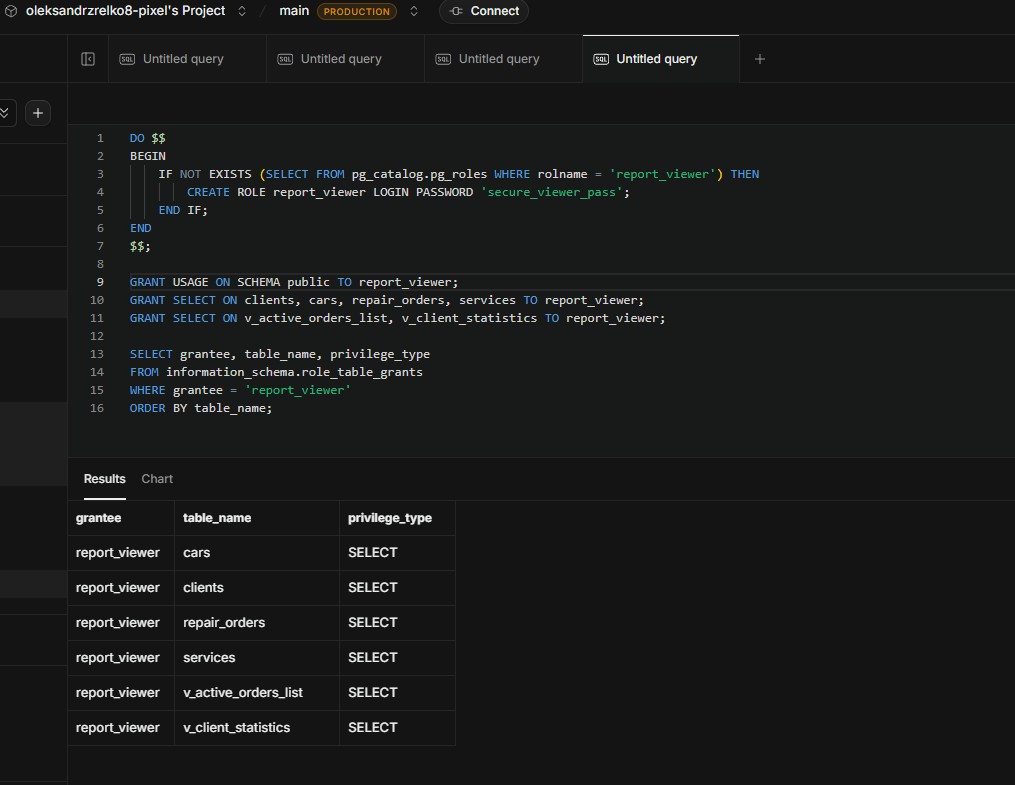 oleksandrzrelko8-pixel's Project / main PRODUCTION Connect
SQL Untitled query SQL Untitled query SQL Untitled query SQL Untitled query +
+
1 DO $$
2 BEGIN
3 IF NOT EXISTS (SELECT FROM pg_catalog.pg_roles WHERE rolname = 'report_viewer') THEN
4 CREATE ROLE report_viewer LOGIN PASSWORD 'secure_viewer_pass';
5 END IF;
6 END
7 $$;
8
9 GRANT USAGE ON SCHEMA public TO report_viewer;
10 GRANT SELECT ON clients, cars, repair_orders, services TO report_viewer;
11 GRANT SELECT ON v_active_orders_list, v_client_statistics TO report_viewer;
12
13 SELECT grantee, table_name, privilege_type
14 FROM information_schema.role_table_grants
15 WHERE grantee = 'report_viewer'
16 ORDER BY table_name;
Results Chart
grantee table_name privilege_type
report_viewer cars SELECT
report_viewer clients SELECT
report_viewer repair_orders SELECT
report_viewer services SELECT
report_viewer v_active_orders_list SELECT
report_viewer v_client_statistics SELECT